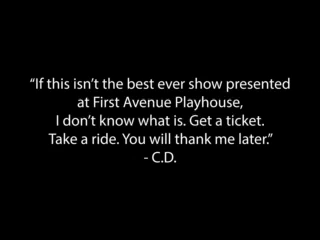 “If this isn’t the best ever show presented
at First Avenue Playhouse,
I don’t know what is. Get a ticket.
Take a ride. You will thank me later.”
- C.D.